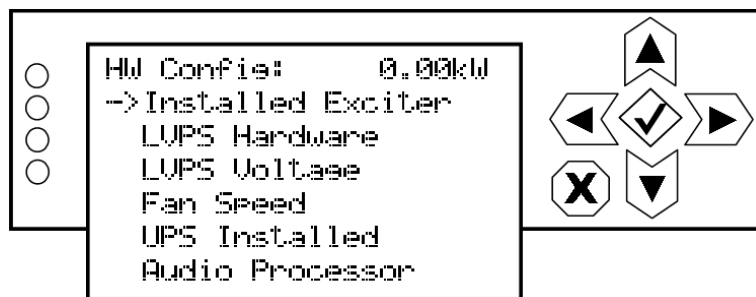 HW Config: 0.00kW
->Installed Exciter
LVPS Hardware
LVPS Voltage
Fan Speed
UPS Installed
Audio Processor
X